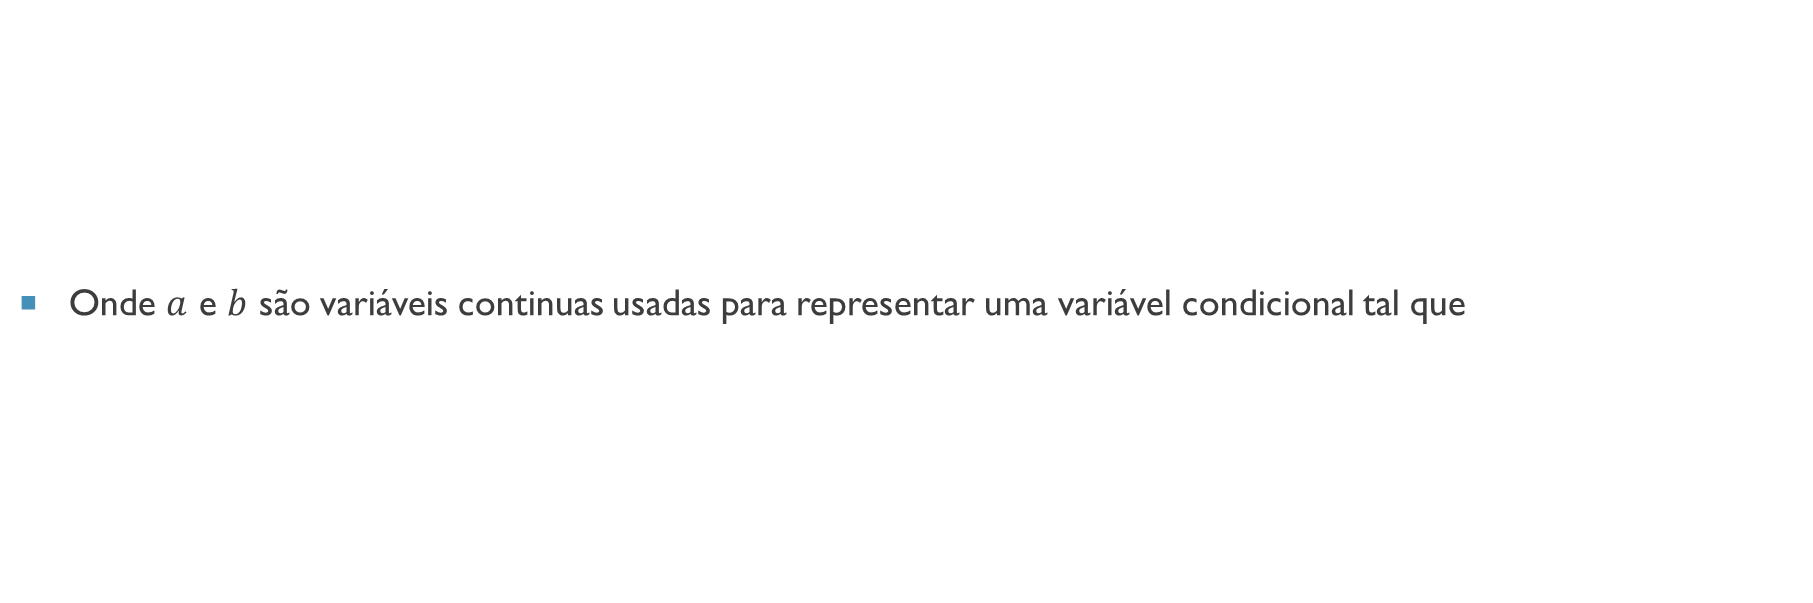 ▪ Onde a e b são variáveis continuas usadas para representar uma variável condicional tal que